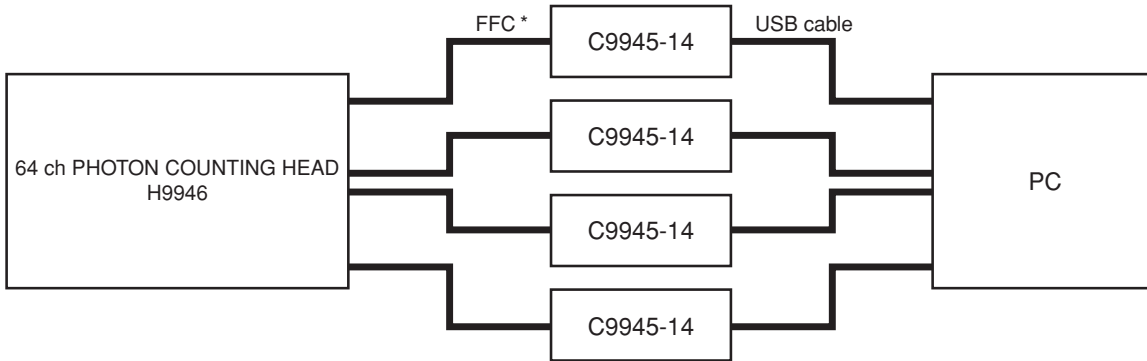 FFC *
C9945-14
USB cable
C9945-14
64 ch PHOTON COUNTING HEAD
H9946
PC
C9945-14
C9945-14